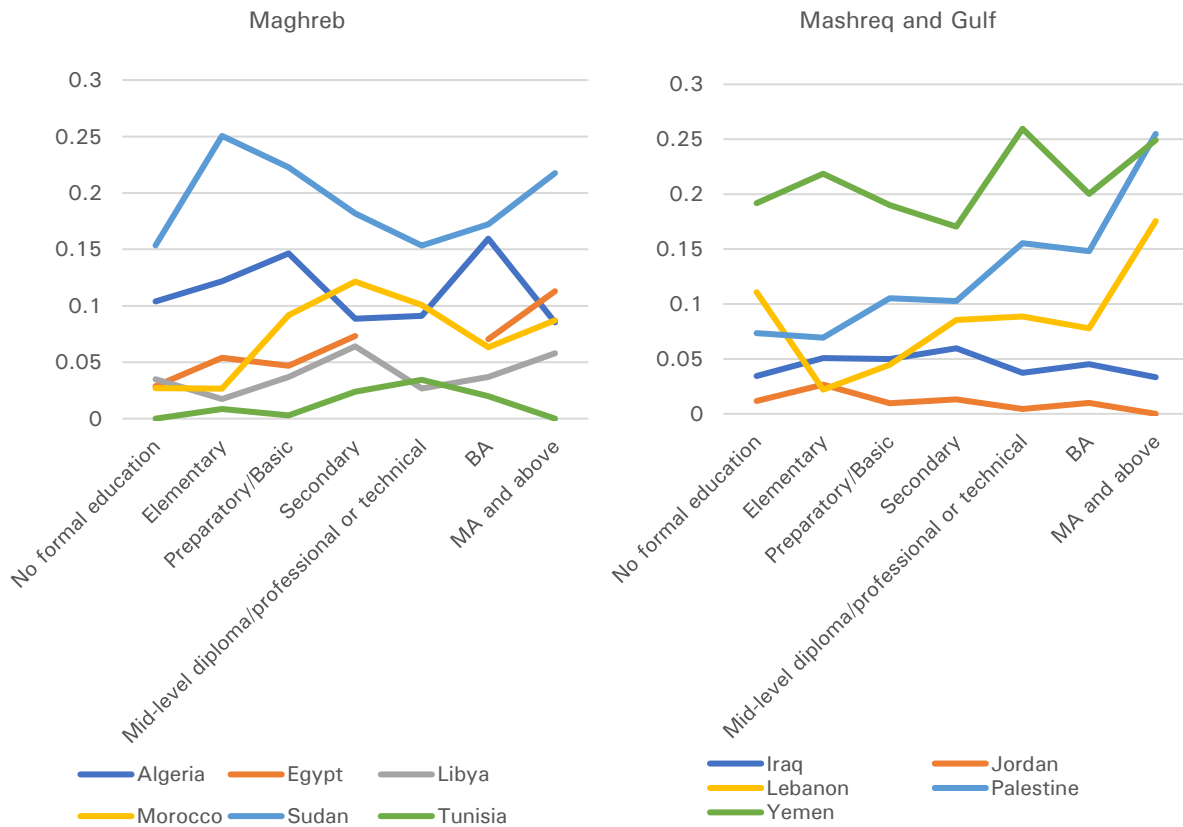 Maghreb
0.3
0.25
0.2
0.15
0.1
0.05
0
No formal education
Elementary
Preparatory/Basic
Secondary
Mid-level diploma/professional or technical
BA
MA and above
Algeria Egypt Libya
Morocco Sudan Tunisia
Mashreq and Gulf
0.3
0.25
0.2
0.15
0.1
0.05
0
No formal education
Elementary
Preparatory/Basic
Secondary
Mid-level diploma/professional or technical
BA
MA and above
Iraq Jordan
Lebanon Palestine
Yemen